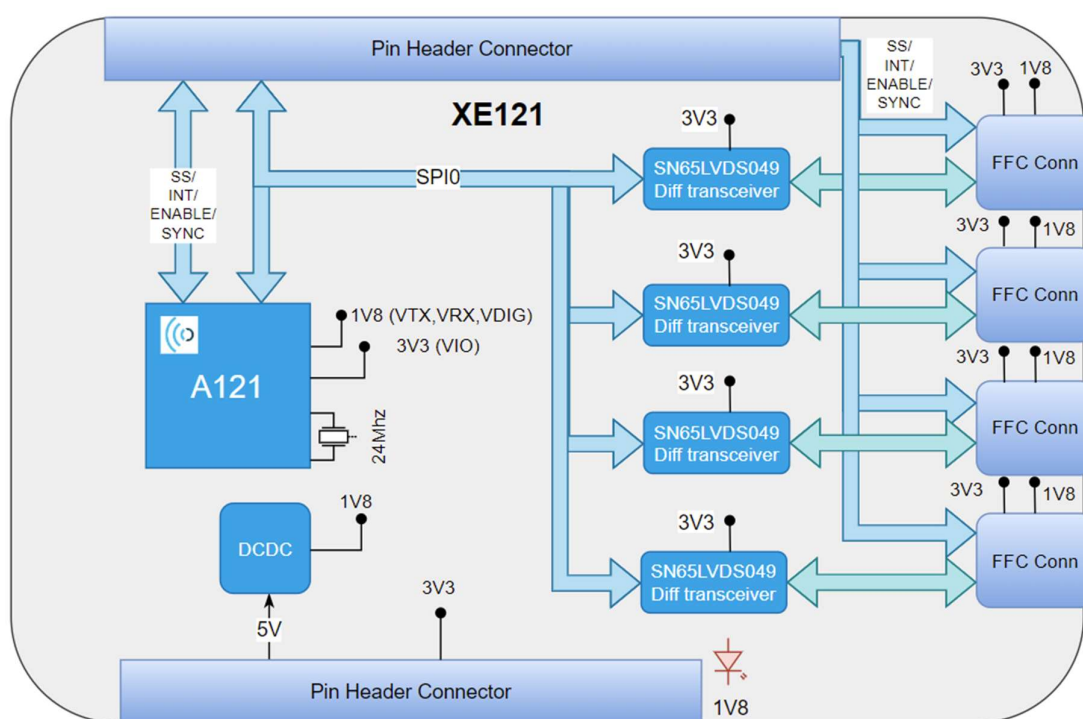 Pin Header Connector
SS/
INT/
ENABLE/
SYNC
3V3
1V8
XE121
3V3
SN65LVDS049
Diff transceiver
FFC Conn
SPI0
SS/
INT/
ENABLE/
SYNC
3V3
1V8
3V3
SN65LVDS049
Diff transceiver
FFC Conn
1V8 (VTX,VRX,VDIG)
3V3 (VIO)
A121
24Mhz
3V3
1V8
3V3
SN65LVDS049
Diff transceiver
FFC Conn
3V3
1V8
3V3
SN65LVDS049
Diff transceiver
FFC Conn
1V8
DCDC
5V
3V3
Pin Header Connector
1V8